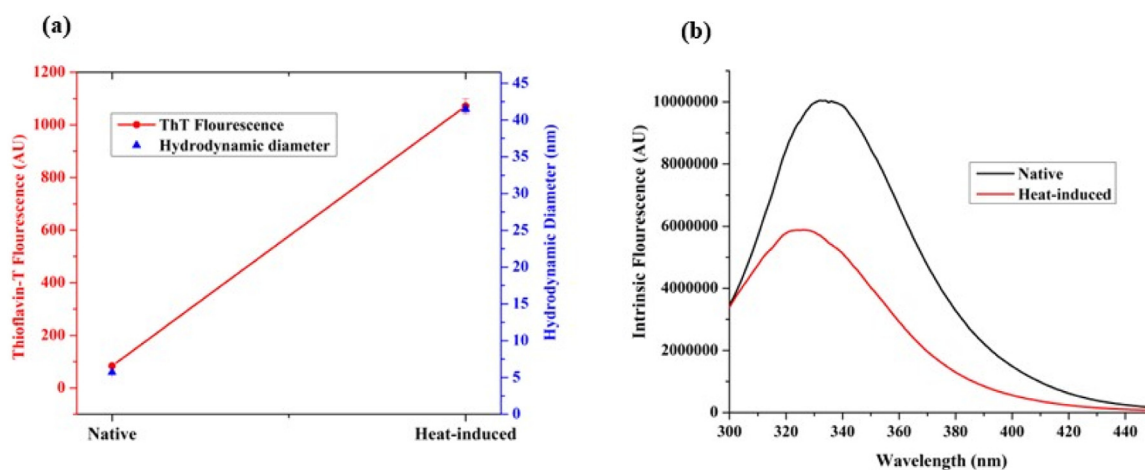 (a)
1200
1000
800
600
400
200
0
Thioflavin-T Flourescence (AU)
ThT Flourescence
Hydrodynamic diameter
45
40
35
30
25
20
15
10
5
0
Hydrodynamic Diameter (nm)
Native
Heat-induced
(b)
10000000
8000000
6000000
4000000
2000000
0
Intrinsic Flourescence (AU)
Native
Heat-induced
300
320
340
360
380
400
420
440
Wavelength (nm)